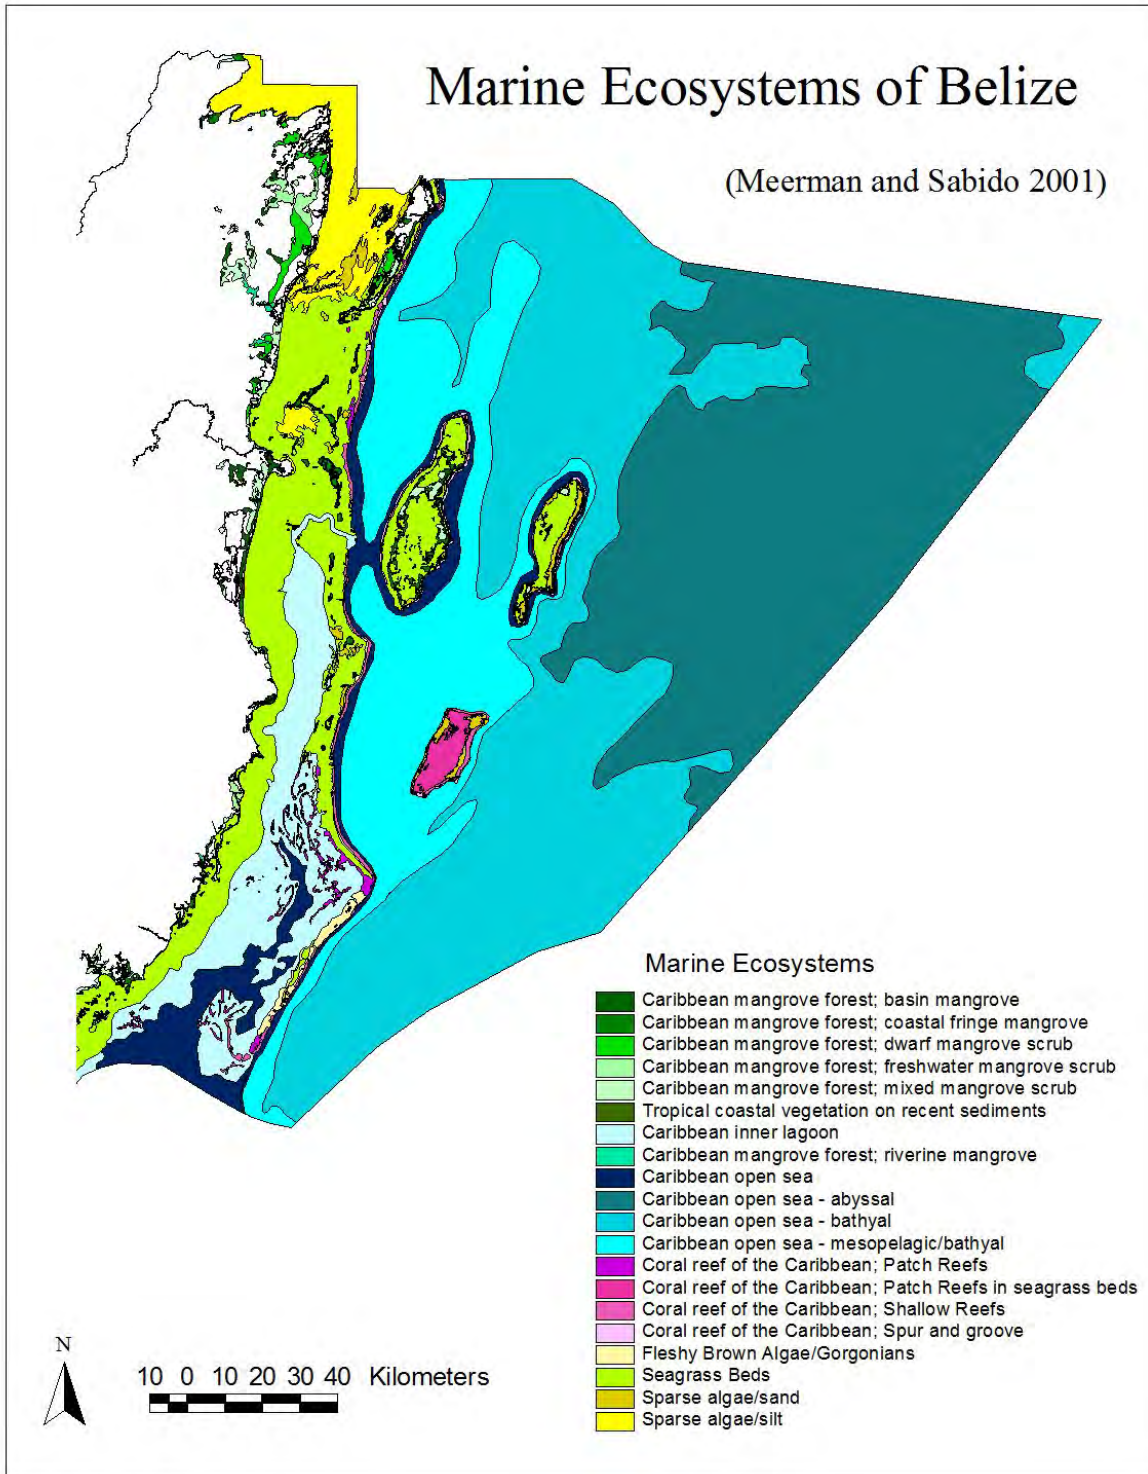 Marine Ecosystems of Belize
(Meerman and Sabido 2001)
Marine Ecosystems
Caribbean mangrove forest; basin mangrove
Caribbean mangrove forest; coastal fringe mangrove
Caribbean mangrove forest; dwarf mangrove scrub
Caribbean mangrove forest; freshwater mangrove scrub
Caribbean mangrove forest; mixed mangrove scrub
Tropical coastal vegetation on recent sediments
Caribbean inner lagoon
Caribbean mangrove forest; riverine mangrove
Caribbean open sea
Caribbean open sea - abyssal
Caribbean open sea - bathyal
Caribbean open sea - mesopelagic/bathyal
Coral reef of the Caribbean; Patch Reefs
Coral reef of the Caribbean; Patch Reefs in seagrass beds
Coral reef of the Caribbean; Shallow Reefs
Coral reef of the Caribbean; Spur and groove
Fleshy Brown Algae/Gorgonians
Seagrass Beds
Sparse algae/sand
Sparse algae/silt
N
10 0 10 20 30 40 Kilometers